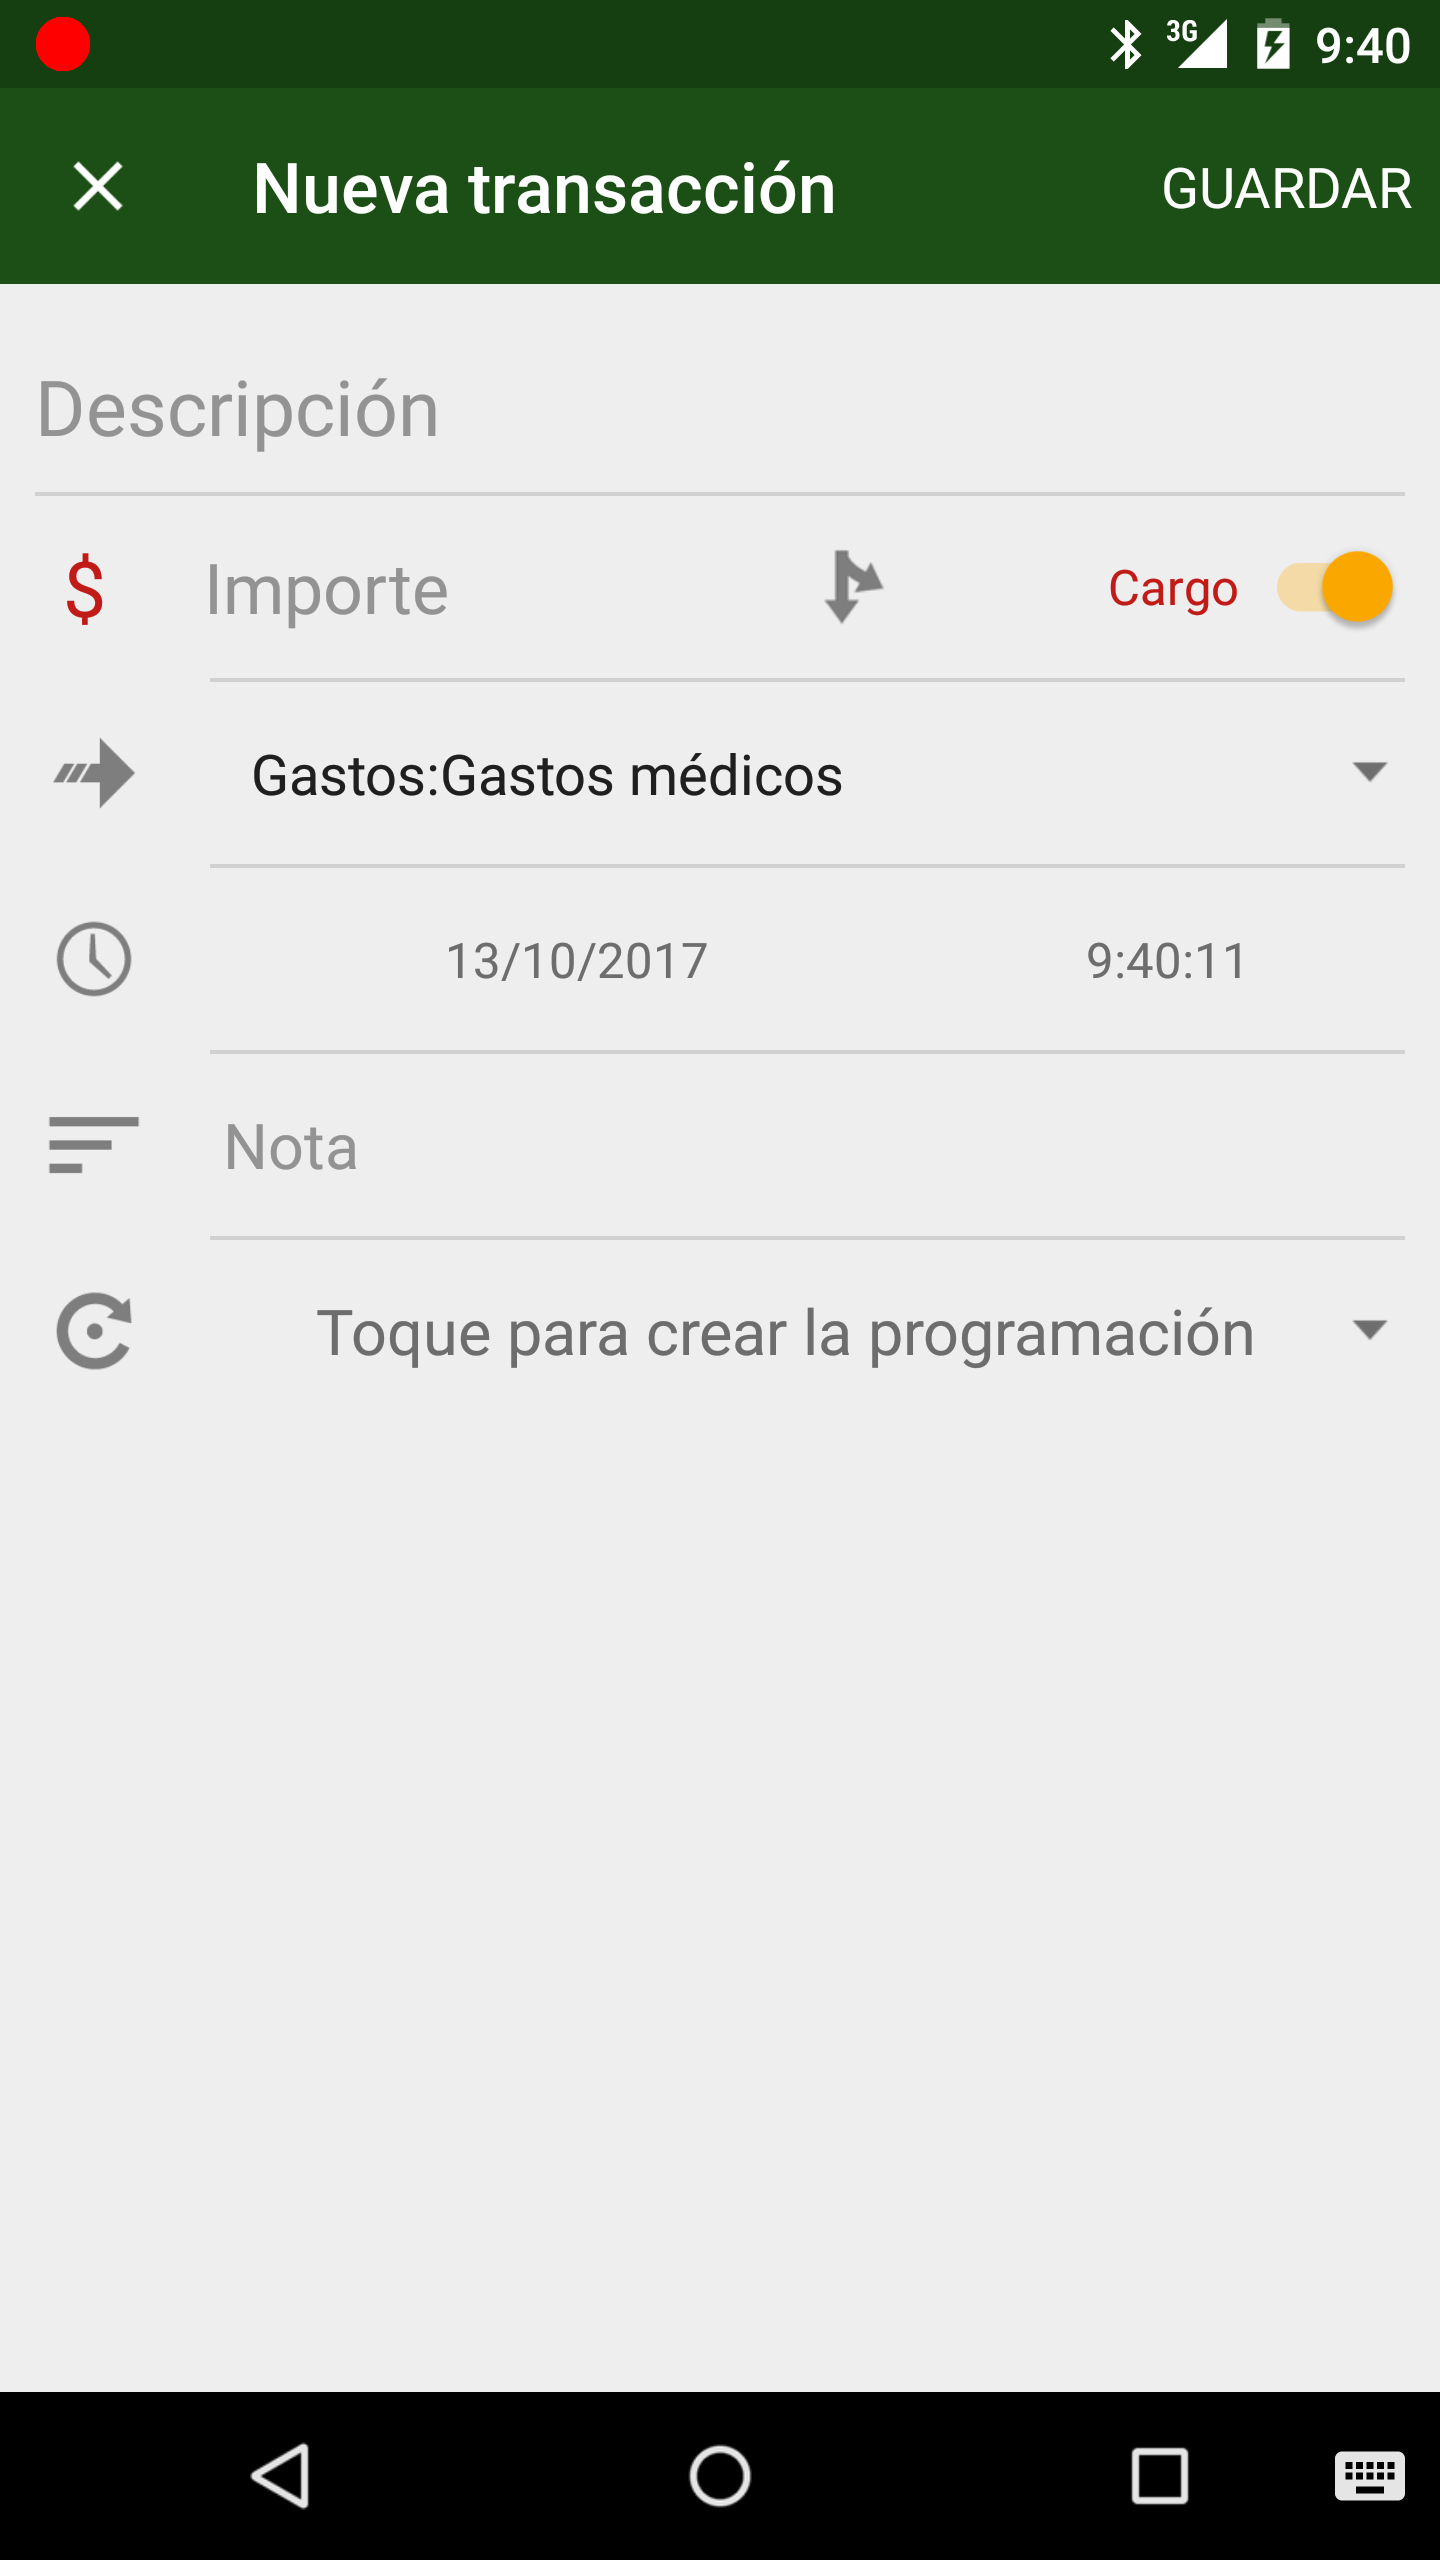 3G 9:40
Nueva transacción GUARDAR
Descripción
$ Importe Cargo
Gastos:Gastos médicos
13/10/2017 9:40:11
Nota
Toque para crear la programación